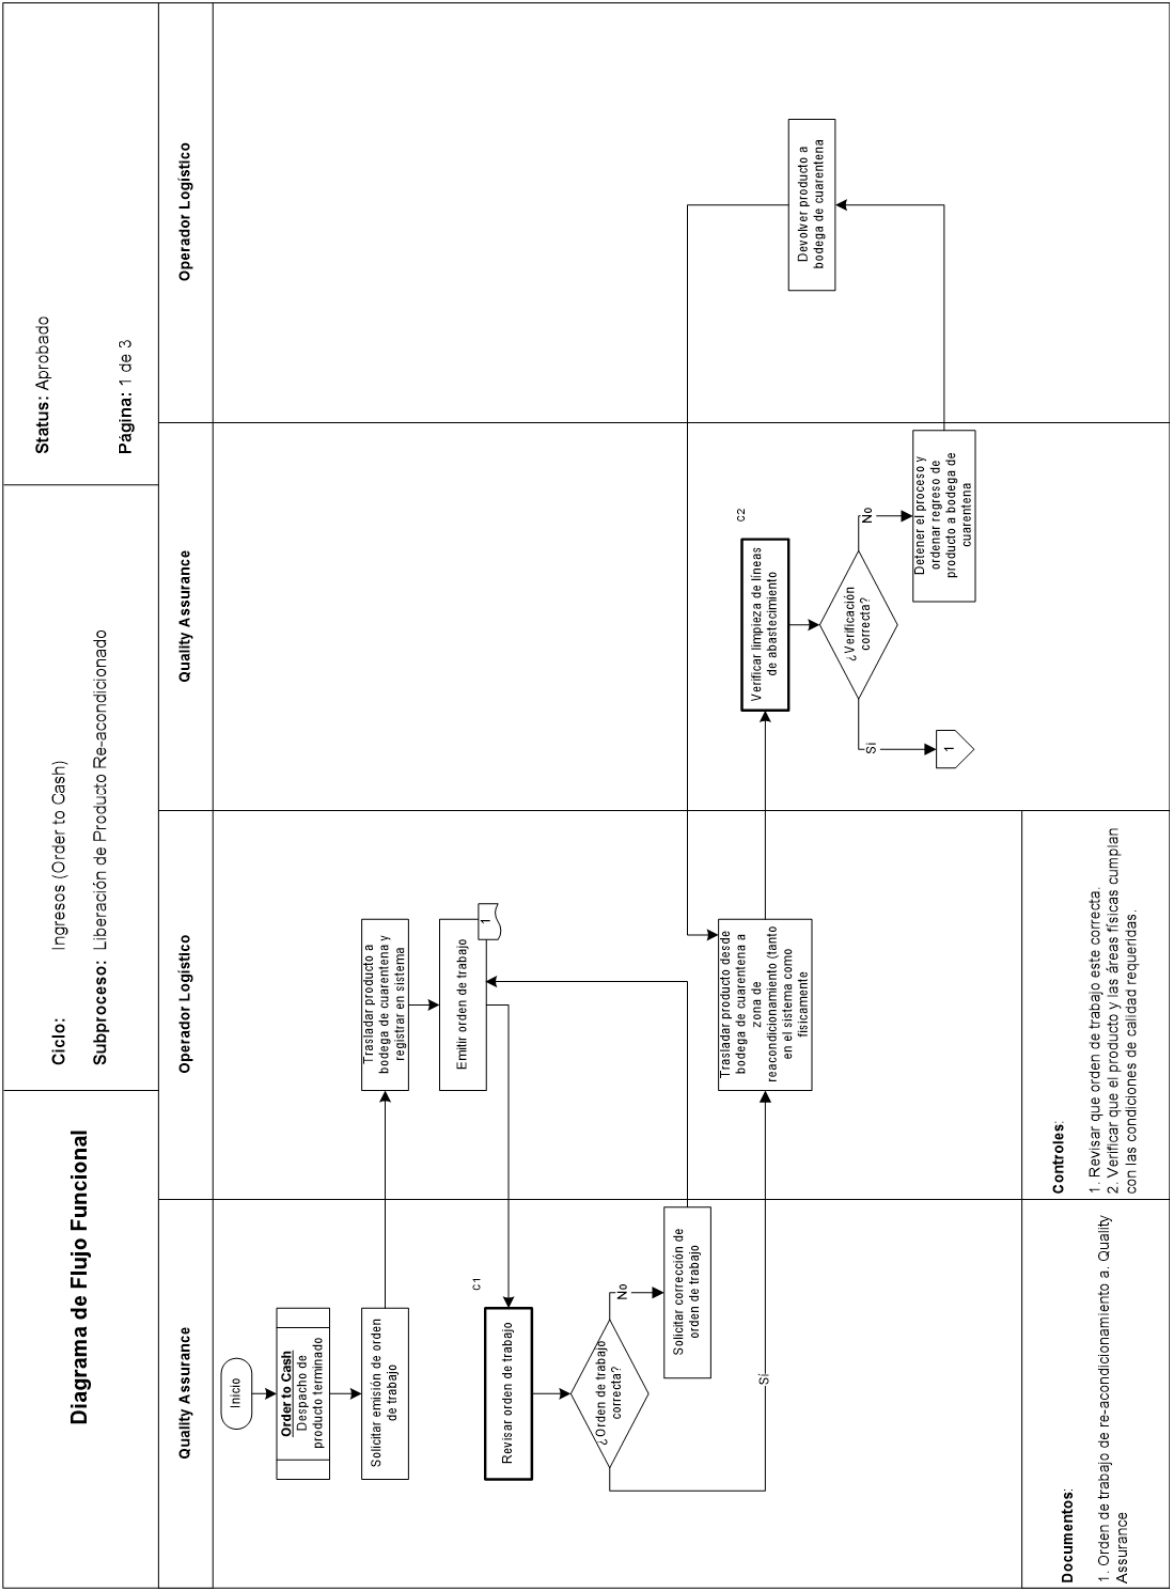 Diagrama de Flujo Funcional
Ciclo: Ingresos (Order to Cash)
Subproceso: Liberación de Producto Re-acondicionado
Status: Aprobado
Página: 1 de 3
Quality Assurance
Operador Logístico
Quality Assurance
Operador Logístico
Inicio
Order to Cash
Despacho de
producto terminado
Solicitar emisión de orden
de trabajo
Trasladar producto a
bodega de cuarentena y
registrar en sistema
Emitir orden de trabajo
1
C1
Revisar orden de trabajo
¿Orden de trabajo
correcta?
No
Solicitar corrección de
orden de trabajo
Sí
Trasladar producto desde
bodega de cuarentena a
zona de
reacondicionamiento (tanto
en el sistema como
físicamente
C2
Verificar limpieza de líneas
de abastecimiento
¿Verificación
correcta?
No
Sí
1
Detener el proceso y
ordenar regreso de
producto a bodega de
cuarentena
Devolver producto a
bodega de cuarentena
Documentos:
1. Orden de trabajo de re-acondicionamiento a. Quality
Assurance
Controles:
1. Revisar que orden de trabajo este correcta.
2. Verificar que el producto y las áreas físicas cumplan
con las condiciones de calidad requeridas.